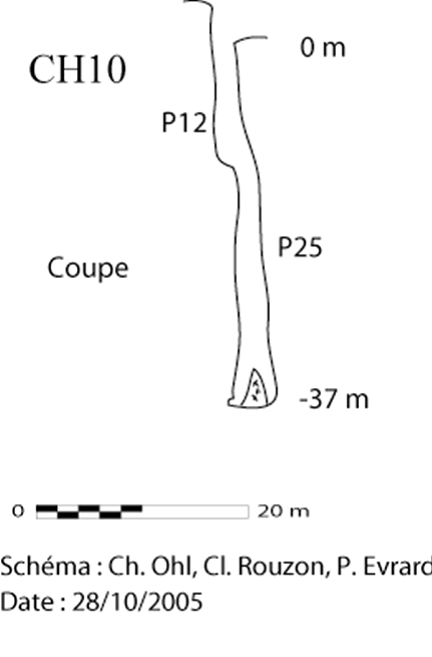 0 m
CH10
P12
P25
Coupe
-37 m
0 20 m
Schéma : Ch. Ohl, Cl. Rouzon, P. Evrard
Date : 28/10/2005